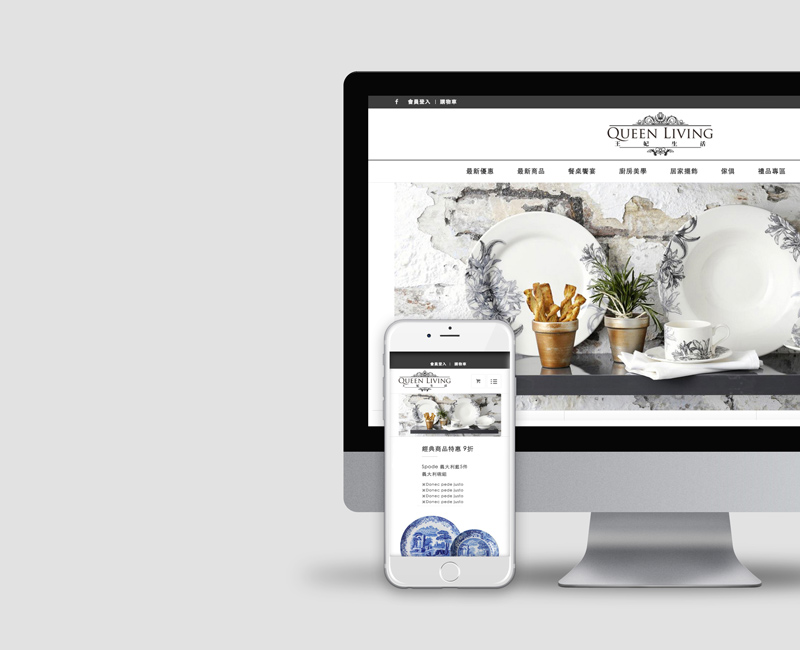 會員登入 | 購物車
QUEEN LIVING
王妃生活
最新優惠 最新商品 餐桌饗宴 廚房美學 居家擺飾 傢俱 禮品專區
會員登入 | 購物車
QUEEN LIVING
經典商品特惠 9折
Spode 義大利藍3件
義大利碗組
※Donec pede justo
※Donec pede justo
※Donec pede justo
※Donec pede justo